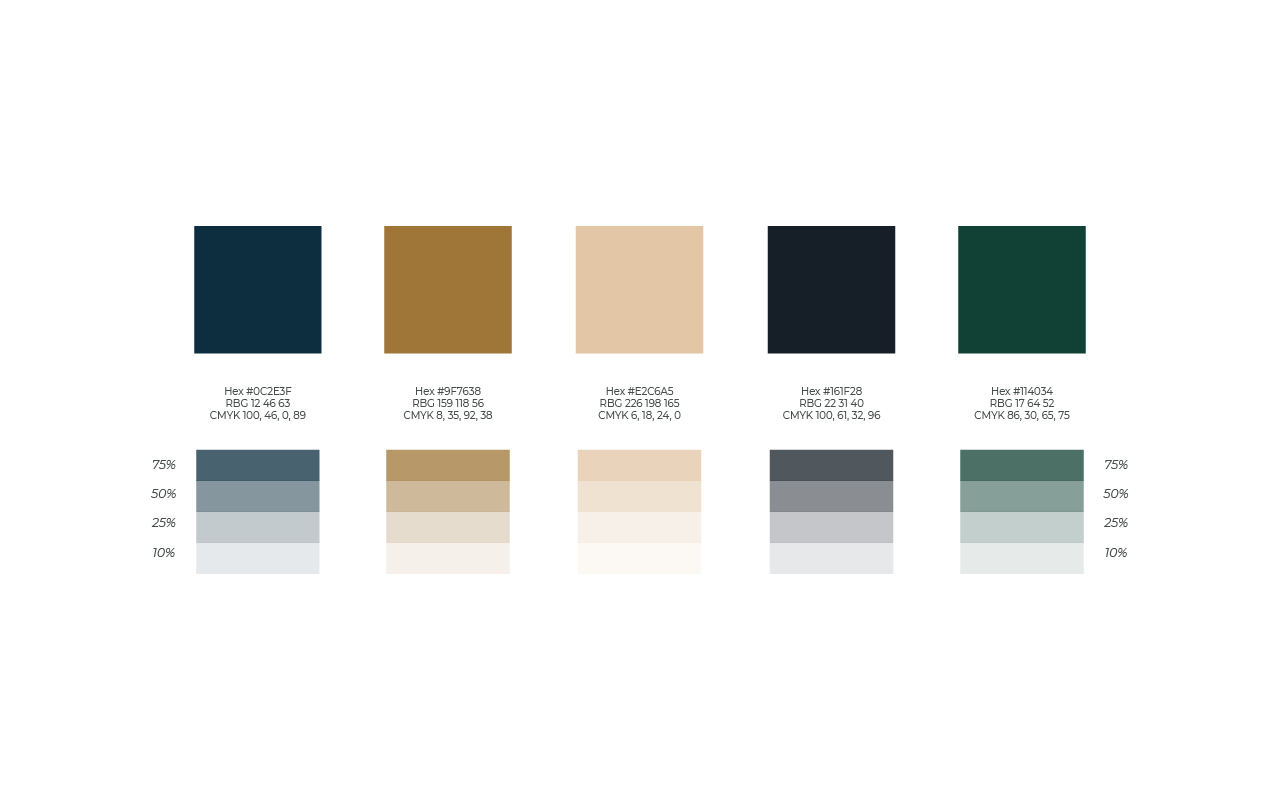 Hex #0C2E3F
RBG 12 46 63
CMYK 100, 46, 0, 89
Hex #9F7638
RBG 159 118 56
CMYK 8, 35, 92, 38
Hex #E2C6A5
RBG 226 198 165
CMYK 6, 18, 24, 0
Hex #161F28
RBG 22 31 40
CMYK 100, 61, 32, 96
Hex #114034
RBG 17 64 52
CMYK 86, 30, 65, 75
75%
50%
25%
10%
75%
50%
25%
10%